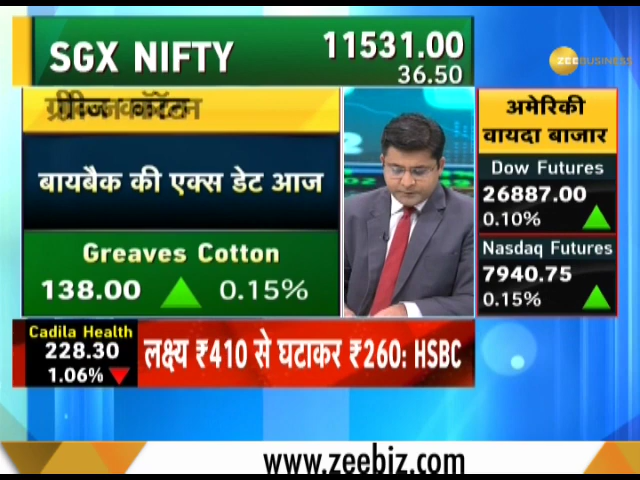 SGX NIFTY
11531.00
36.50
ZEEBUSINESS
बायबैक की एक्स डेट आज
Greaves Cotton
138.00 0.15%
अमेरिकी
वायदा बाजार
Dow Futures
26887.00
0.10%
Nasdaq Futures
7940.75
0.15%
Cadila Health
228.30
1.06%
लक्ष्य ₹410 से घटाकर ₹260: HSBC
www.zeebiz.com